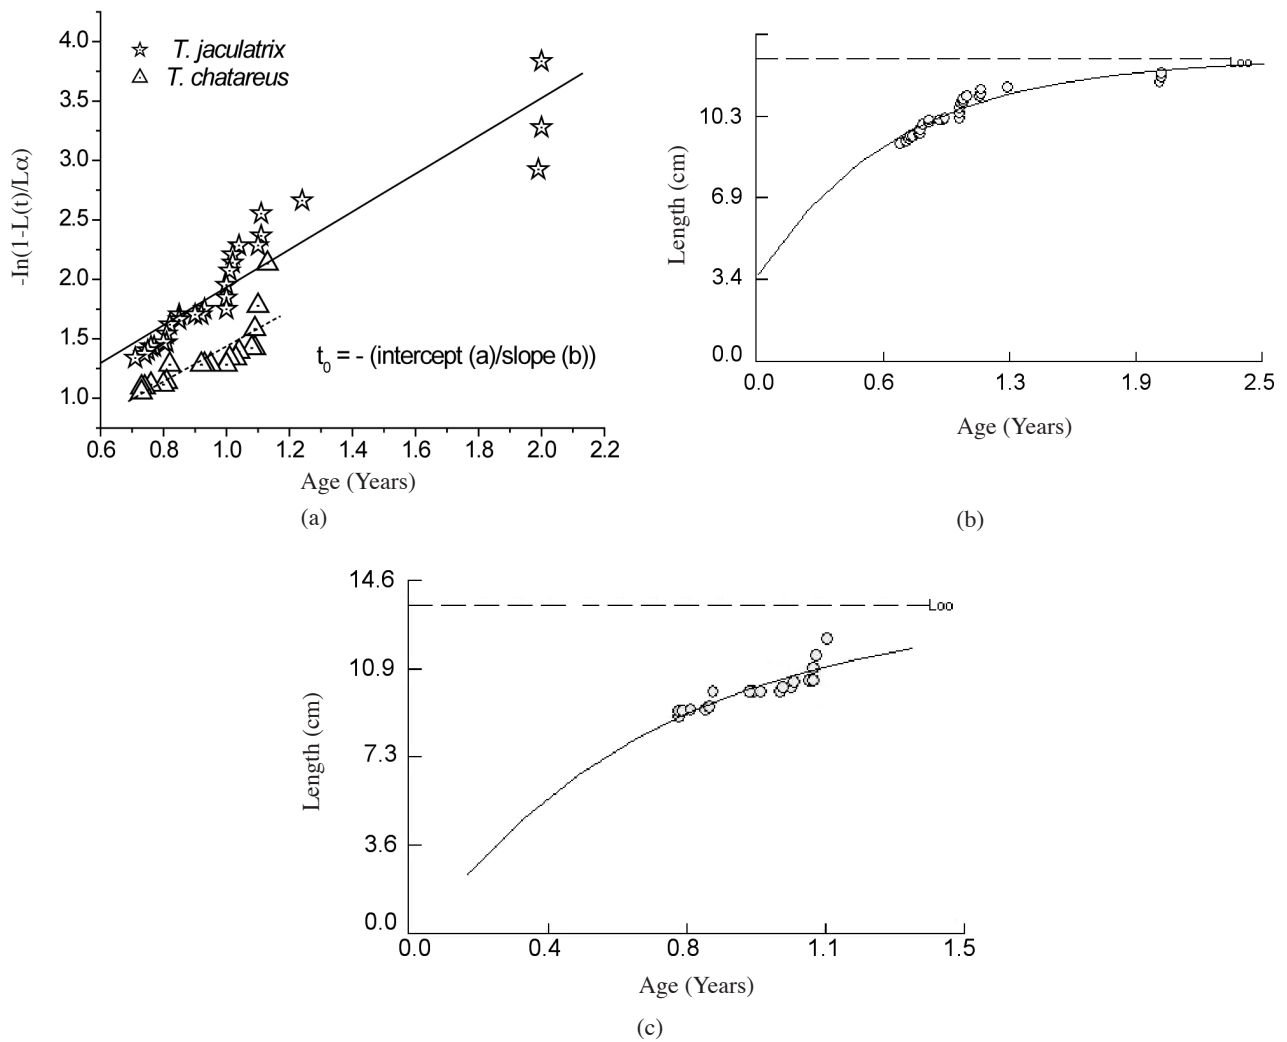 4.0
3.5
3.0
2.5
2.0
1.5
1.0
-In(1-L(t)/Lα)
T. jaculatrix
T. chatareus
t0 = - (intercept (a)/slope (b))
0.6 0.8 1.0 1.2 1.4 1.6 1.8 2.0 2.2
Age (Years)
(a)
Loo
10.3
6.9
3.4
0.0
Length (cm)
0.0 0.6 1.3 1.9 2.5
Age (Years)
(b)
14.6
10.9
7.3
3.6
0.0
Loo
Length (cm)
0.0 0.4 0.8 1.1 1.5
Age (Years)
(c)